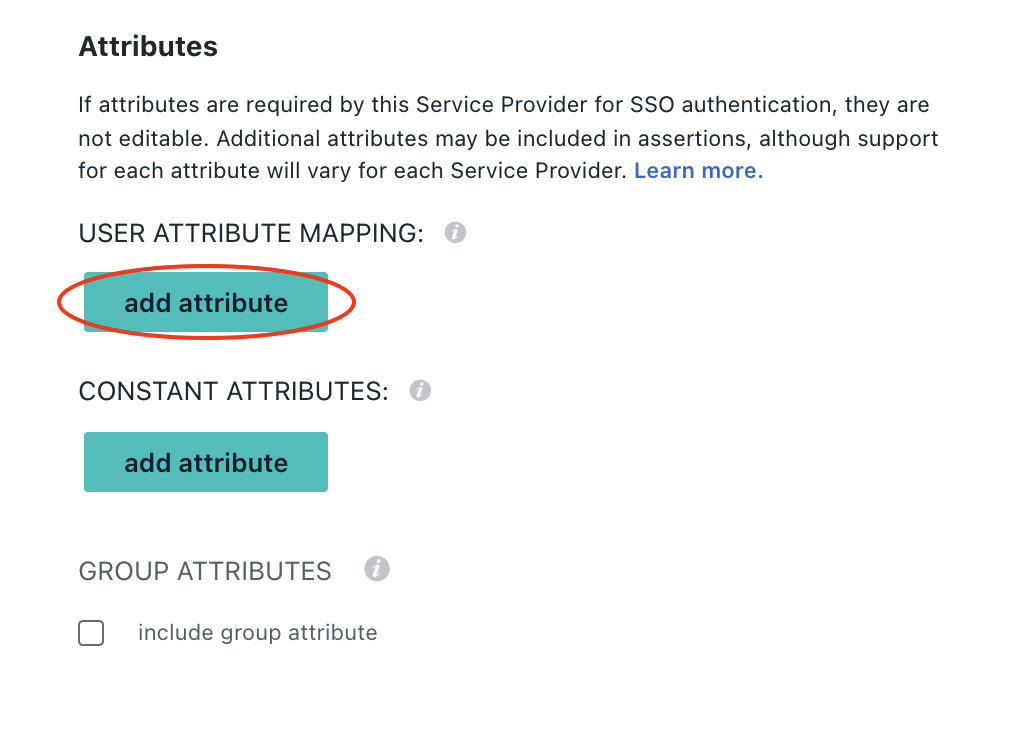 Attributes
If attributes are required by this Service Provider for SSO authentication, they are
not editable. Additional attributes may be included in assertions, although support
for each attribute will vary for each Service Provider. Learn more.
USER ATTRIBUTE MAPPING: i
add attribute
CONSTANT ATTRIBUTES: i
add attribute
GROUP ATTRIBUTES i
include group attribute